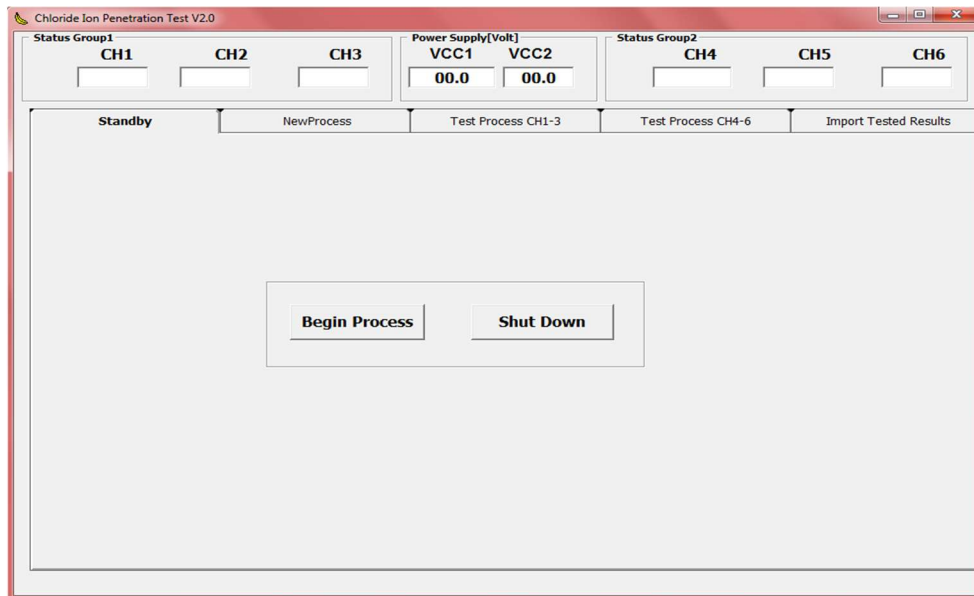 Chloride Ion Penetration Test V2.0
Status Group1
CH1 CH2 CH3
Power Supply[Volt]
VCC1 VCC2
00.0 00.0
Status Group2
CH4 CH5 CH6
Standby NewProcess Test Process CH1-3 Test Process CH4-6 Import Tested Results
Begin Process Shut Down